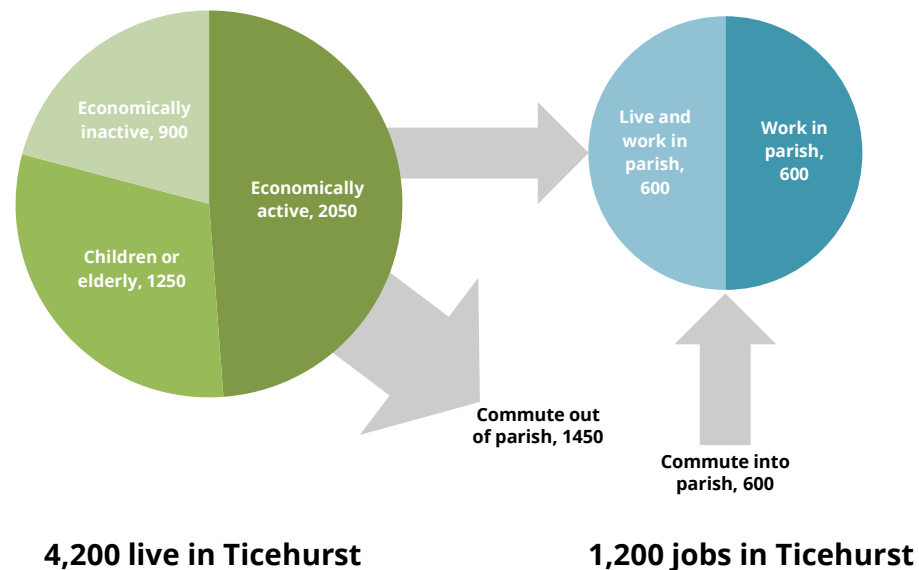 Economically
inactive, 900
Economically
active, 2050
Children or
elderly, 1250
Live and
work in
parish,
600
Work in
parish,
600
Commute out
of parish, 1450
Commute into
parish, 600
4,200 live in Ticehurst
1,200 jobs in Ticehurst